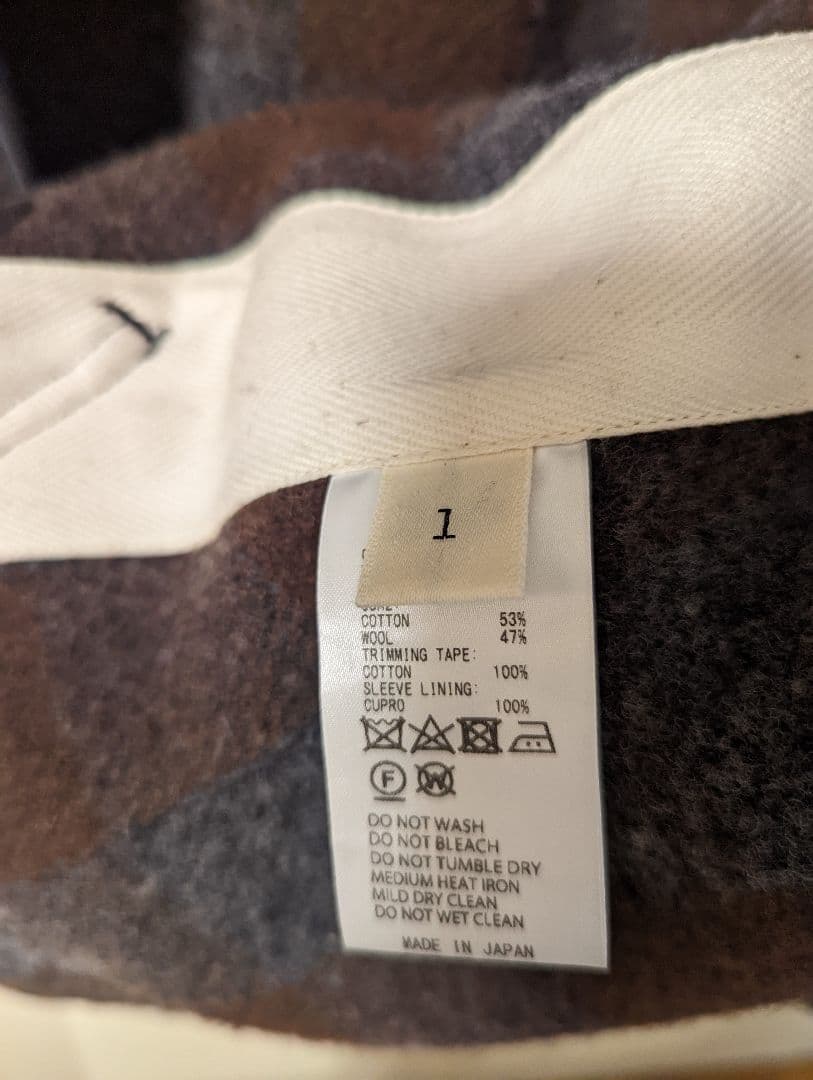 1
COTTON 53%
WOOL 47%
TRIMMING TAPE:
COTTON 100%
SLEEVE LINING:
CUPRO 100%
F W
DO NOT WASH
DO NOT BLEACH
DO NOT TUMBLE DRY
MEDIUM HEAT IRON
MILD DRY CLEAN
DO NOT WET CLEAN
MADE IN JAPAN